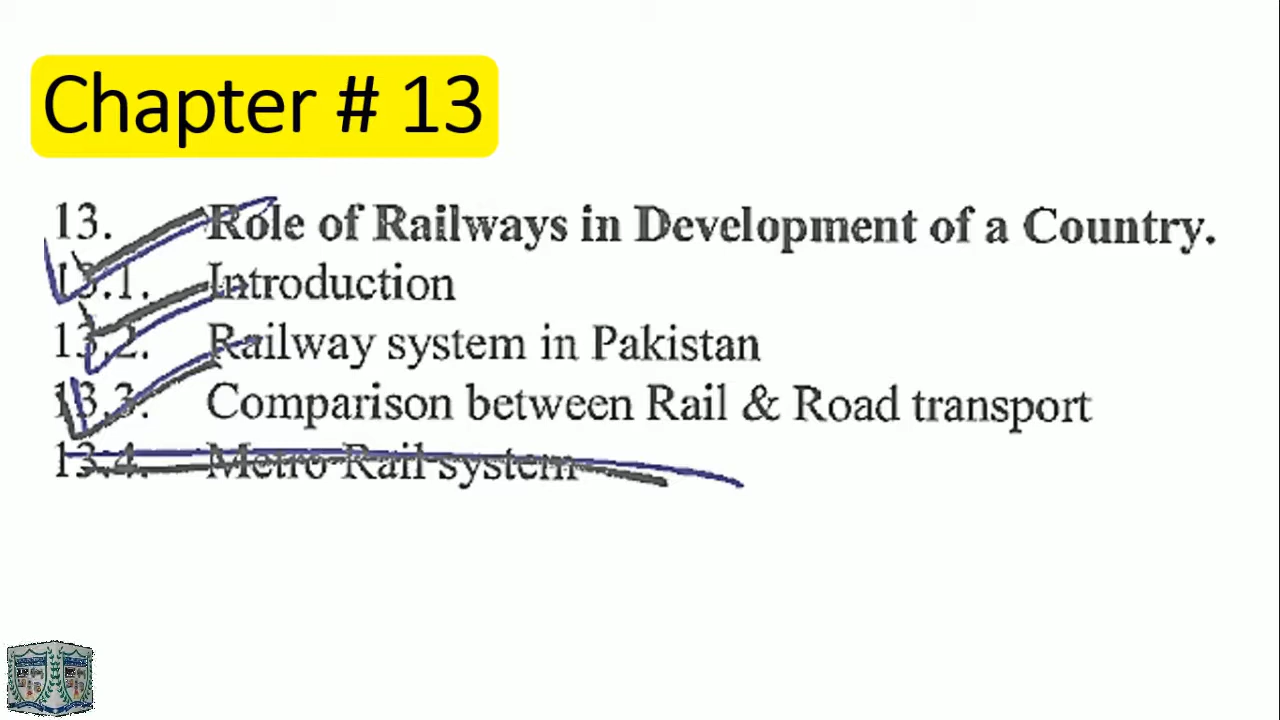 Chapter # 13
13. Role of Railways in Development of a Country.
13.1. Introduction
13.2. Railway system in Pakistan
13.3. Comparison between Rail & Road transport
13.4. Metro Rail system